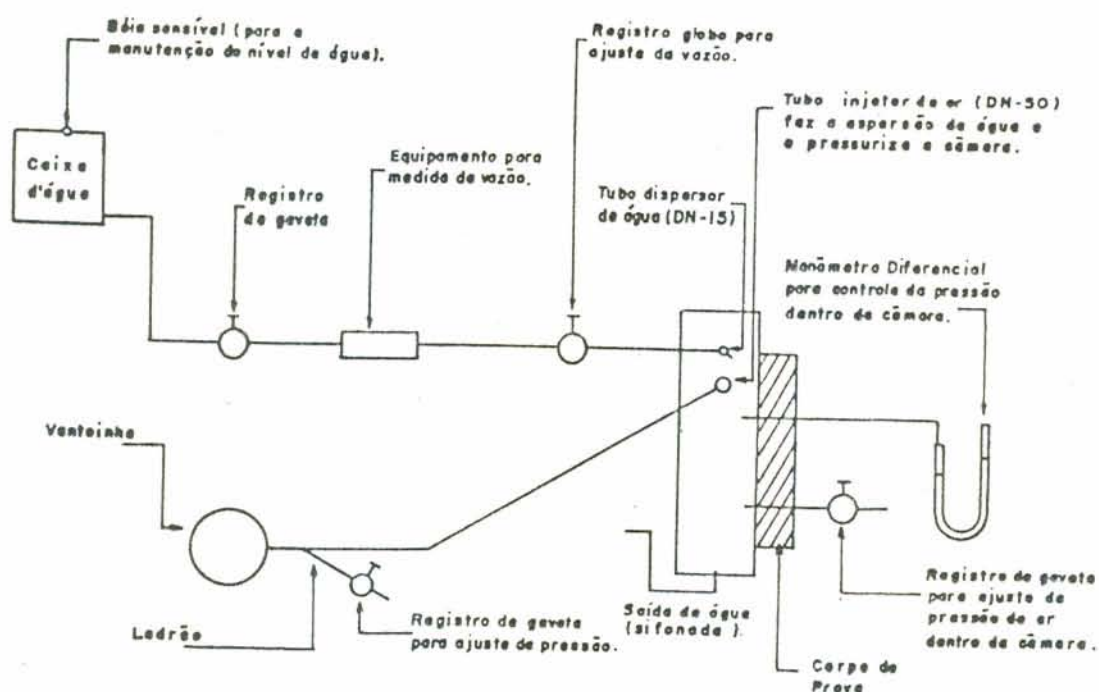 Bóia sensível (para a
manutenção do nível de água).
Registro globo para
ajuste da vazão.
Tubo injetor de ar (DN-50)
faz a aspersão da água e
e pressuriza a câmara.
Caixa
d'água
Equipamento para
medida de vazão.
Registro
de gaveta
Tubo dispersor
de água (DN-15)
Manômetro Diferencial
para controle da pressão
dentro da câmara.
Ventoinha
Ladrão
Registro de gaveta
para ajuste de pressão.
Saída de água
(sifonada).
Registro de gaveta
para ajuste da
pressão de ar
dentro da câmara.
Corpo de
Prova